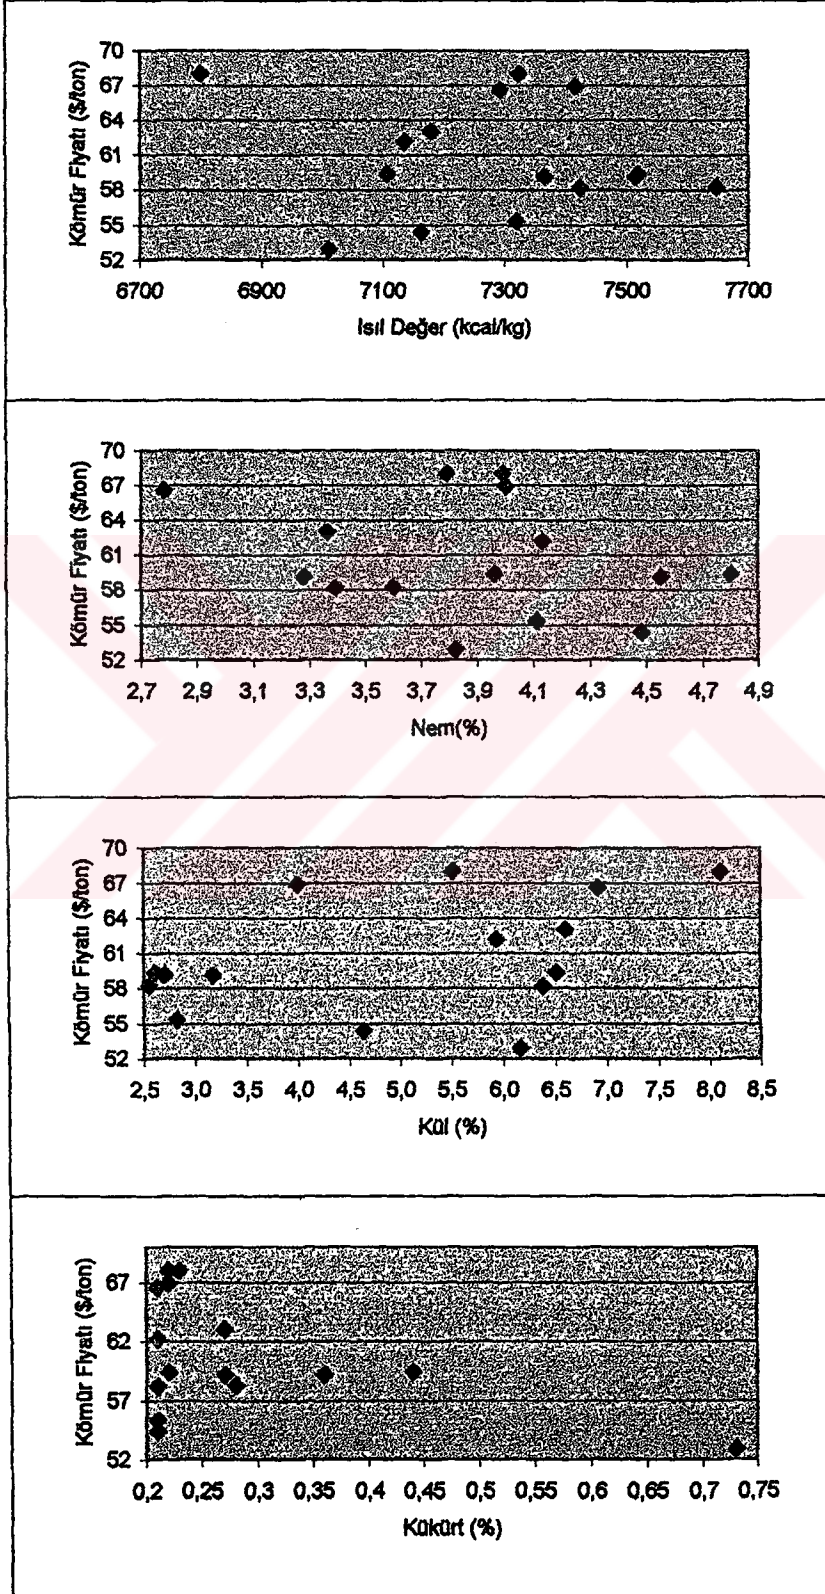 70
67
64
61
58
55
52
Kömür Fiyatı ($/ton)
6700 6900 7100 7300 7500 7700
Isıl Değer (kcal/kg)
70
67
64
61
58
55
52
Kömür Fiyatı ($/ton)
2,7 2,9 3,1 3,3 3,5 3,7 3,9 4,1 4,3 4,5 4,7 4,9
Nem(%)
70
67
64
61
58
55
52
Kömür Fiyatı ($/ton)
2,5 3,0 3,5 4,0 4,5 5,0 5,5 6,0 6,5 7,0 7,5 8,0 8,5
Kül (%)
67
62
57
52
Kömür Fiyatı ($/ton)
0,2 0,25 0,3 0,35 0,4 0,45 0,5 0,55 0,6 0,65 0,7 0,75
Kükürt (%)